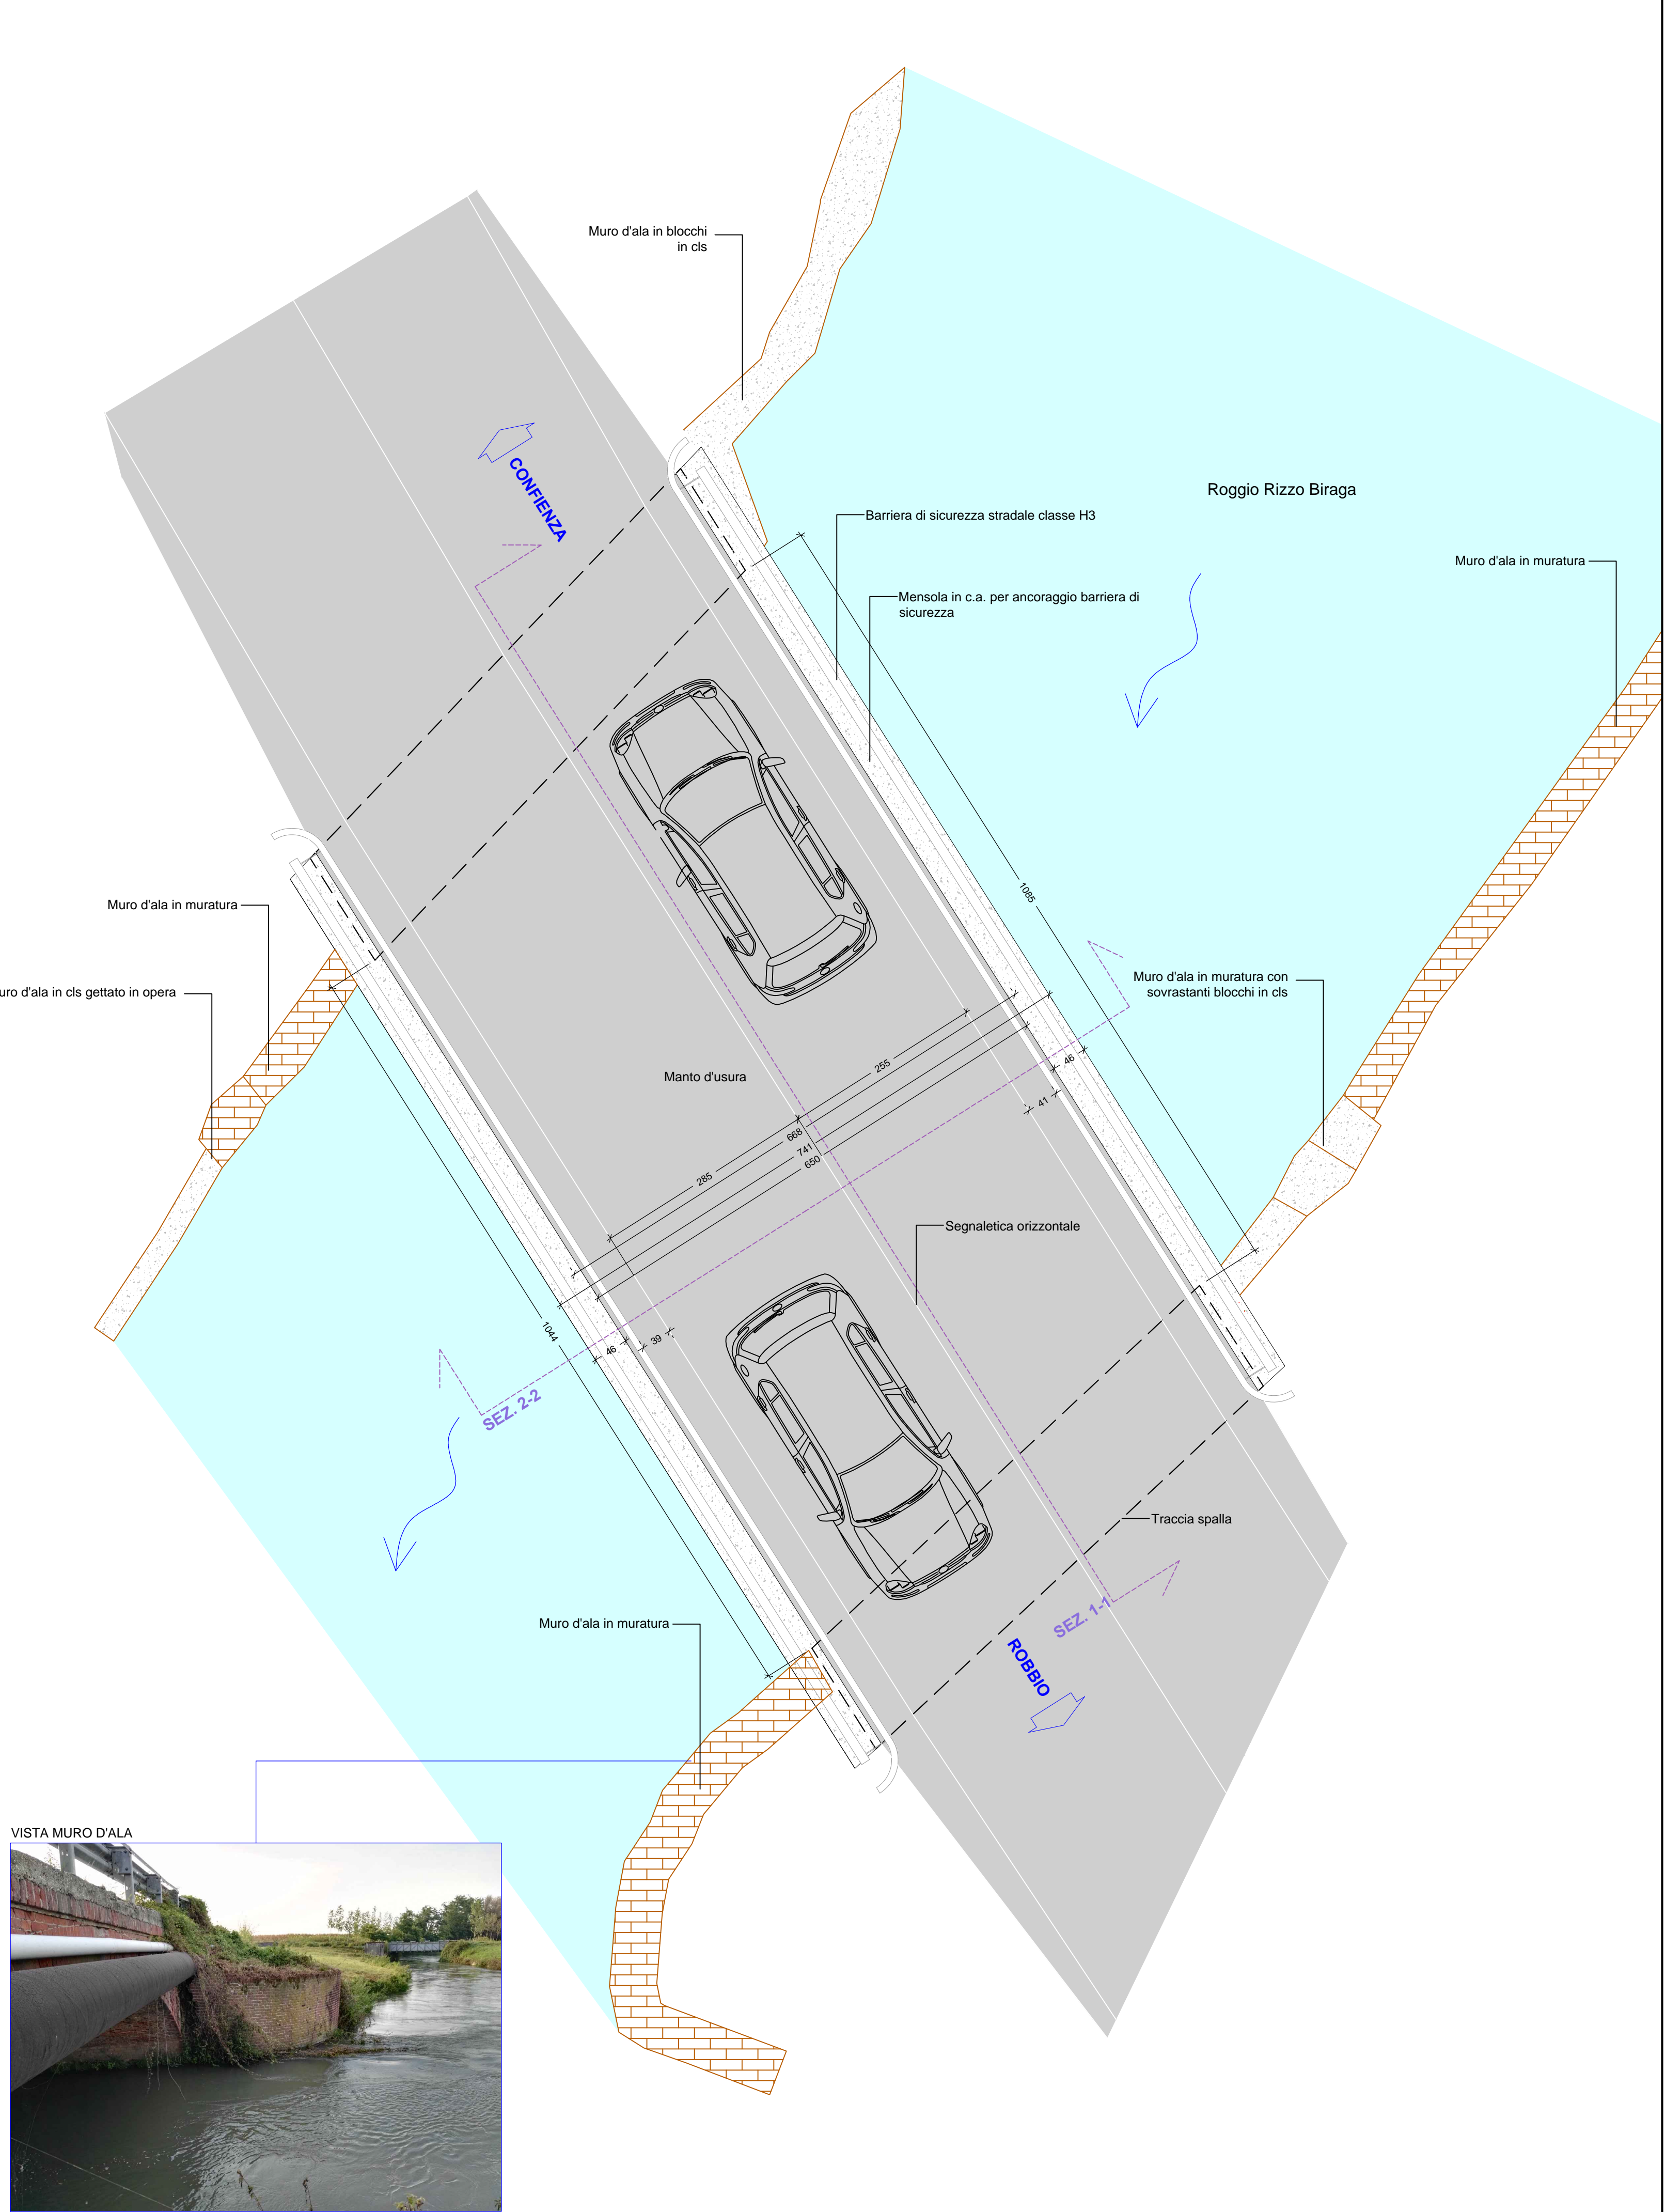 Muro d'ala in blocchi
in cls
CONFIENZA
Roggio Rizzo Biraga
Barriera di sicurezza stradale classe H3
Muro d'ala in muratura
Mensola in c.a. per ancoraggio barriera di
sicurezza
1085
Muro d'ala in muratura
uro d'ala in cls gettato in opera
Muro d'ala in muratura con
sovrastanti blocchi in cls
Manto d'usura
255
46
41
668
741
650
285
Segnaletica orizzontale
1044
46
39
SEZ. 2-2
Traccia spalla
SEZ. 1-1
Muro d'ala in muratura
ROBBIO
VISTA MURO D'ALA